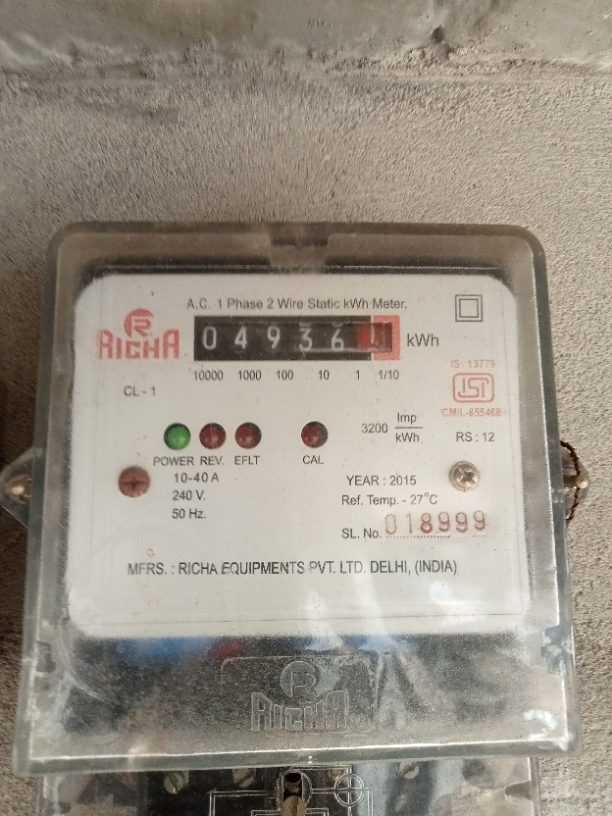 A.C. 1 Phase 2 Wire Static kWh Meter.
R
RICHA
04936
kWh
10000 1000 100 10 1 1/10
IS : 13779
ISI
CM/L-
CL - 1
3200 Imp/kWh
RS : 12
POWER REV. EFLT CAL
10-40 A
240 V.
50 Hz.
YEAR : 2015
Ref. Temp. - 27°C
SL. No. 018999
MFRS. : RICHA EQUIPMENTS PVT. LTD. DELHI, (INDIA)
R
RICHA